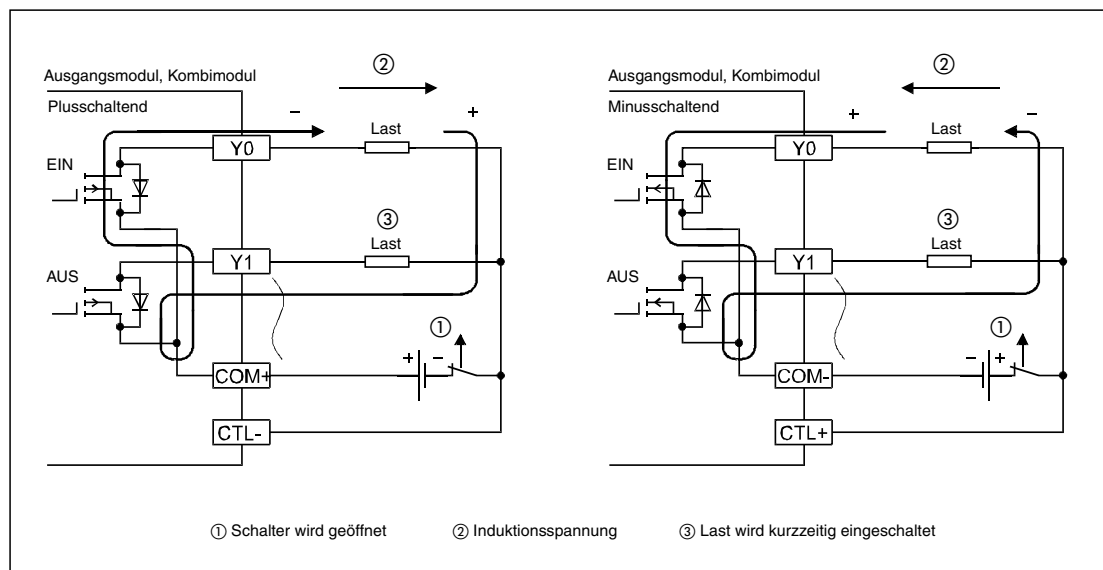 Ausgangsmodul, Kombimodul
Plusschaltend
②
−
+
Last
Y0
EIN
③
Last
Y1
AUS
①
+
−
COM+
CTL-
Ausgangsmodul, Kombimodul
Minusschaltend
②
+
−
Last
Y0
EIN
③
Last
Y1
AUS
①
−
+
COM-
CTL+
① Schalter wird geöffnet ② Induktionsspannung ③ Last wird kurzzeitig eingeschaltet